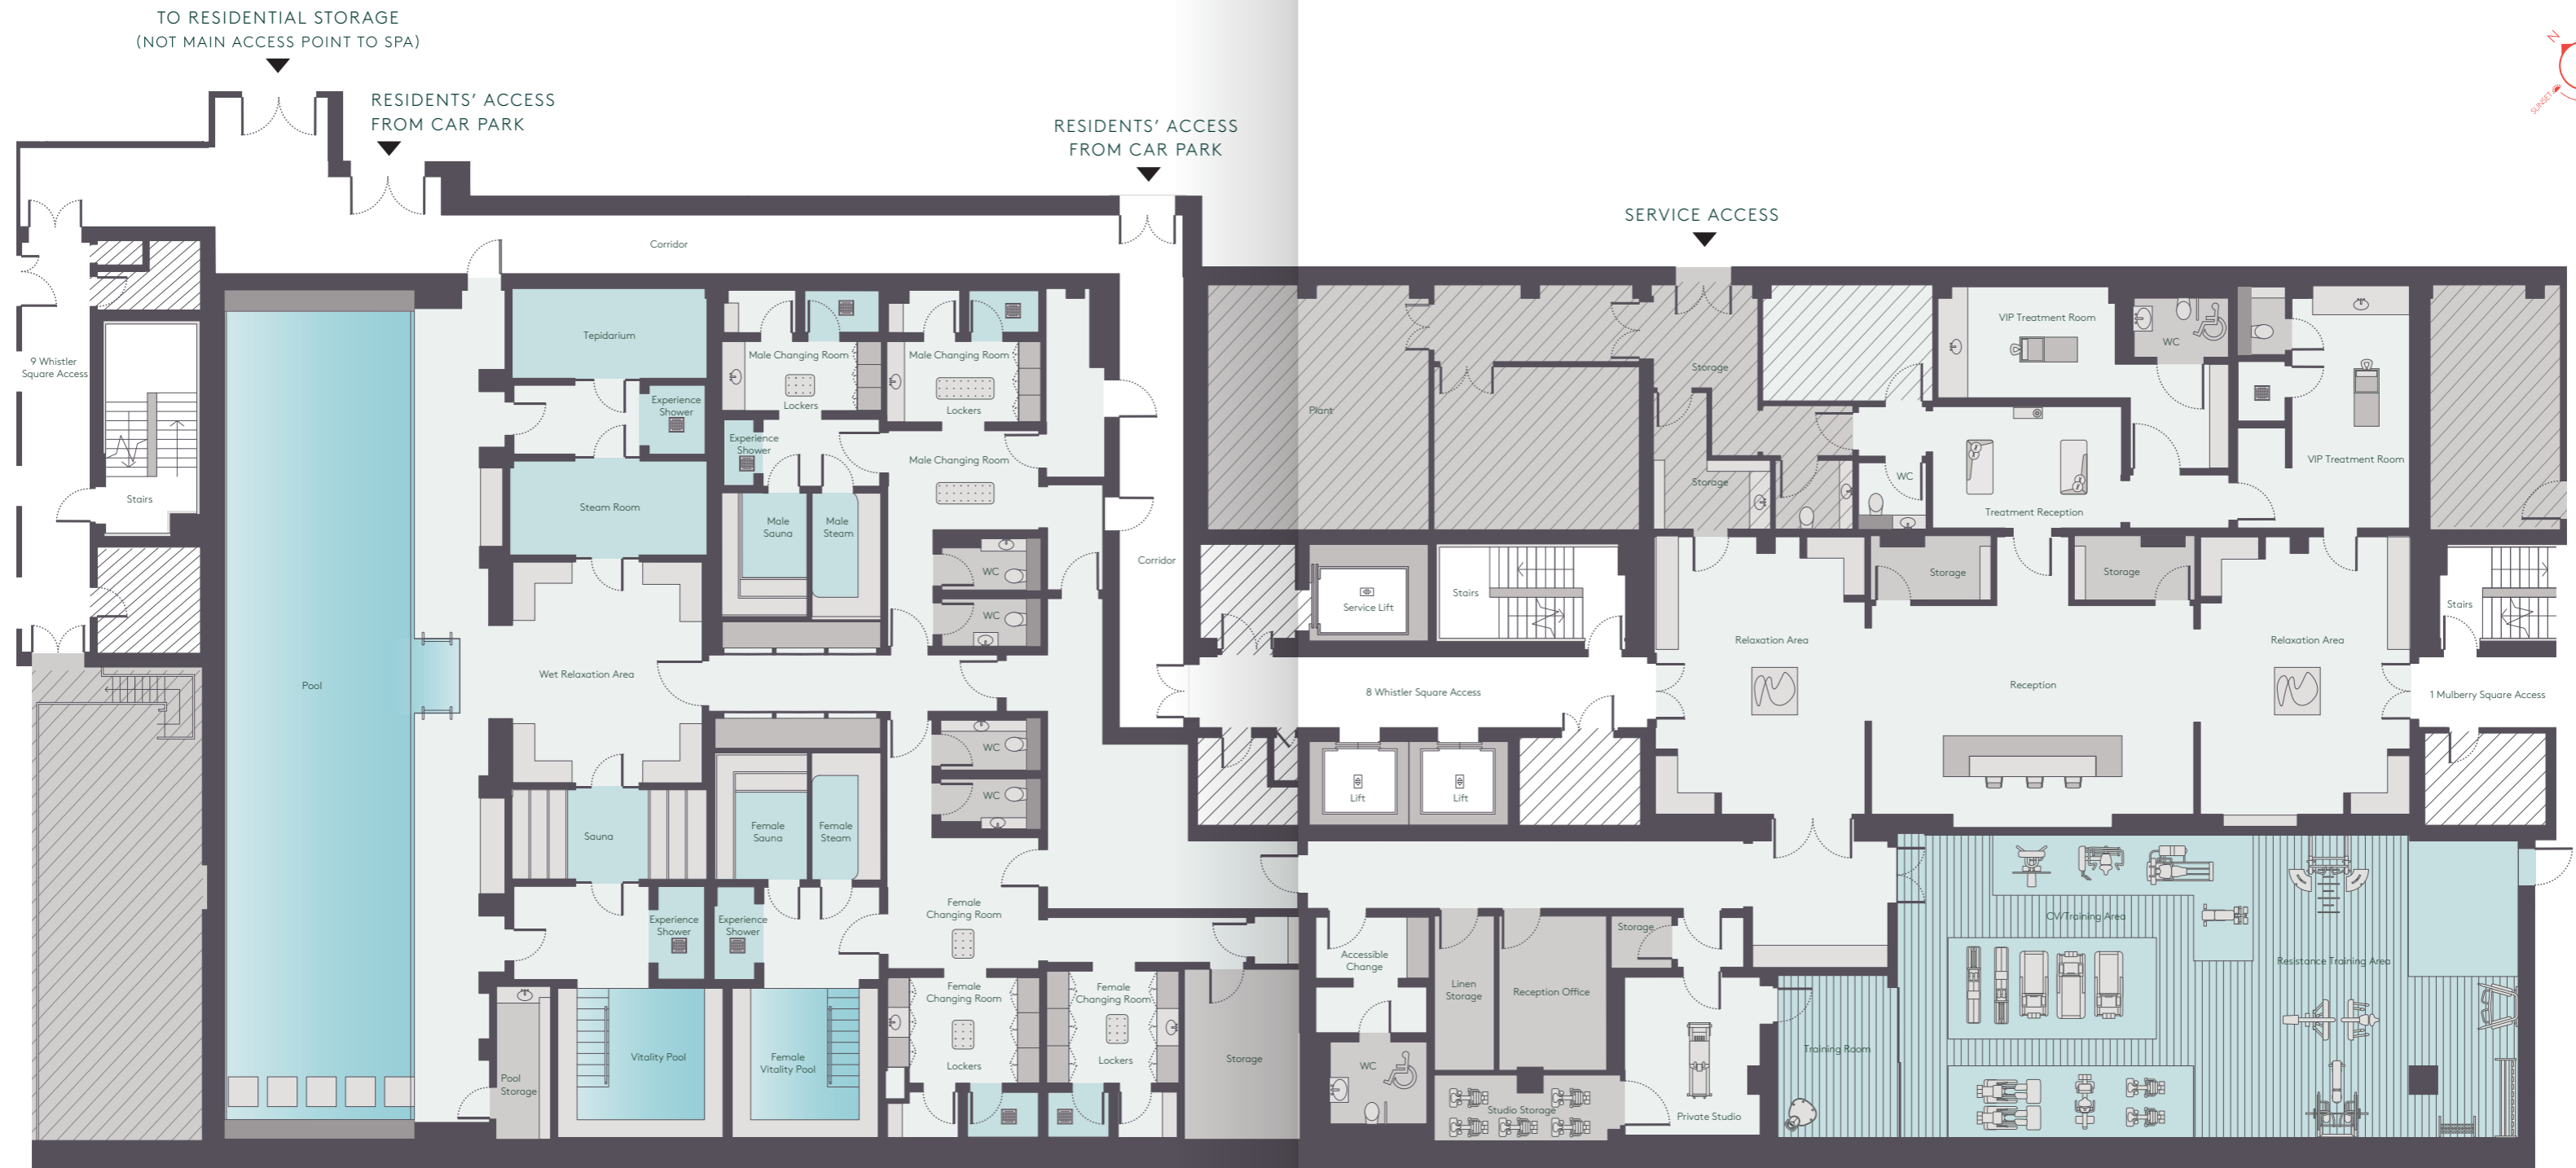 TO RESIDENTIAL STORAGE
(NOT MAIN ACCESS POINT TO SPA)
RESIDENTS' ACCESS
FROM CAR PARK
RESIDENTS' ACCESS
FROM CAR PARK
SERVICE ACCESS
N
SUNSET
Corridor
9 Whistler
Square Access
Stairs
Pool
Tepidarium
Experience
Shower
Steam Room
Wet Relaxation Area
Sauna
Experience
Shower
Vitality Pool
Pool
Storage
Male Changing Room
Lockers
Male Changing Room
Lockers
Experience
Shower
Male Changing Room
Male
Sauna
Male
Steam
WC
WC
WC
WC
Female
Sauna
Female
Steam
Experience
Shower
Female
Vitality Pool
Female
Changing Room
Female
Changing Room
Lockers
Female
Changing Room
Lockers
Storage
Corridor
Plant
Service Lift
Stairs
8 Whistler Square Access
Lift
Lift
Storage
Storage
WC
VIP Treatment Room
WC
VIP Treatment Room
Treatment Reception
Storage
Storage
Relaxation Area
Reception
Relaxation Area
Stairs
1 Mulberry Square Access
Accessible
Change
WC
Linen
Storage
Reception Office
Storage
Studio Storage
Private Studio
Training Room
CV/Training Area
Resistance Training Area